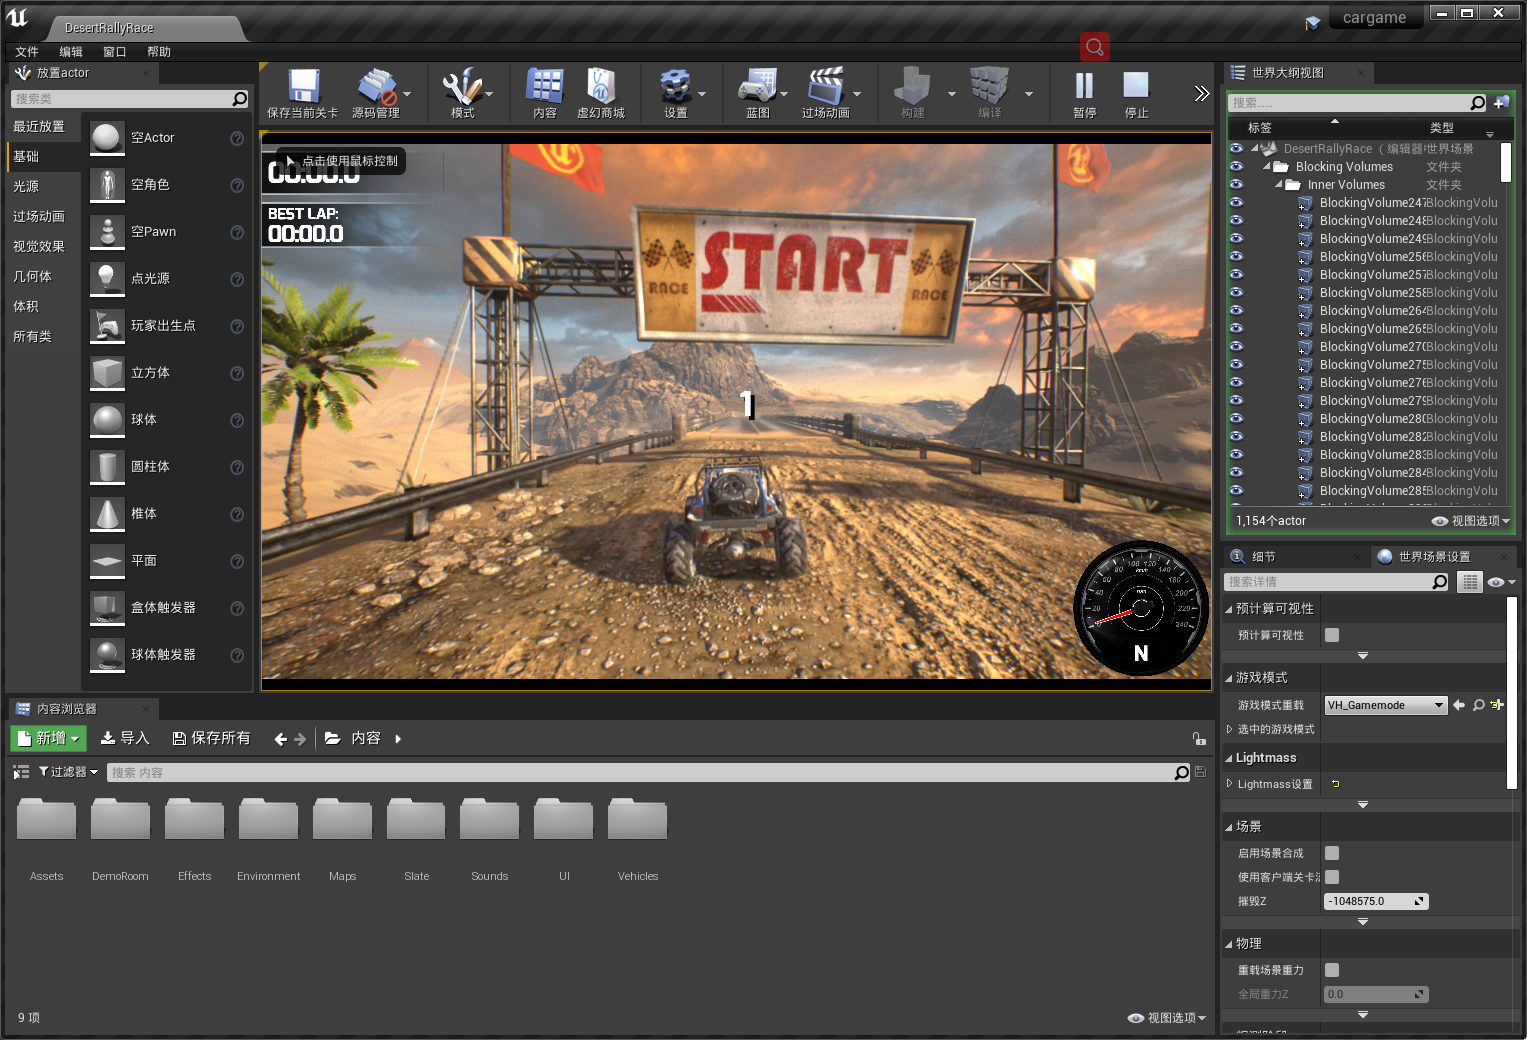 DesertRallyRace
cargame
文件 编辑 窗口 帮助
放置actor
搜索类
最近放置
基础
光源
过场动画
视觉效果
几何体
体积
所有类
空Actor
空角色
空Pawn
点光源
玩家出生点
立方体
球体
圆柱体
椎体
平面
盒体触发器
球体触发器
保存当前关卡
源码管理
模式
内容
虚幻商城
设置
蓝图
过场动画
构建
编译
暂停
停止
点击使用鼠标控制
00:00.0
BEST LAP:
00:00.0
START
RACE
RACE
1
0 20 40 60 80 100 120 140 160 180 200 220 240
N
世界大纲视图
搜索......
标签 类型
DesertRallyRace（编辑器 世界场景
Blocking Volumes 文件夹
Inner Volumes 文件夹
BlockingVolume247 BlockingVolu
BlockingVolume248 BlockingVolu
BlockingVolume249 BlockingVolu
BlockingVolume256 BlockingVolu
BlockingVolume257 BlockingVolu
BlockingVolume258 BlockingVolu
BlockingVolume264 BlockingVolu
BlockingVolume265 BlockingVolu
BlockingVolume270 BlockingVolu
BlockingVolume275 BlockingVolu
BlockingVolume276 BlockingVolu
BlockingVolume279 BlockingVolu
BlockingVolume280 BlockingVolu
BlockingVolume282 BlockingVolu
BlockingVolume283 BlockingVolu
BlockingVolume284 BlockingVolu
BlockingVolume285 BlockingVolu
1,154个actor
视图选项
细节
世界场景设置
搜索详情
预计算可视性
预计算可视性
游戏模式
游戏模式重载 VH_Gamemode
选中的游戏模式
Lightmass
Lightmass设置
场景
启用场景合成
使用客户端关卡
摧毁Z -1048575.0
物理
重载场景重力
全局重力Z 0.0
内容浏览器
新增 导入 保存所有 内容
过滤器 搜索 内容
Assets
DemoRoom
Effects
Environment
Maps
Slate
Sounds
UI
Vehicles
9 项
视图选项